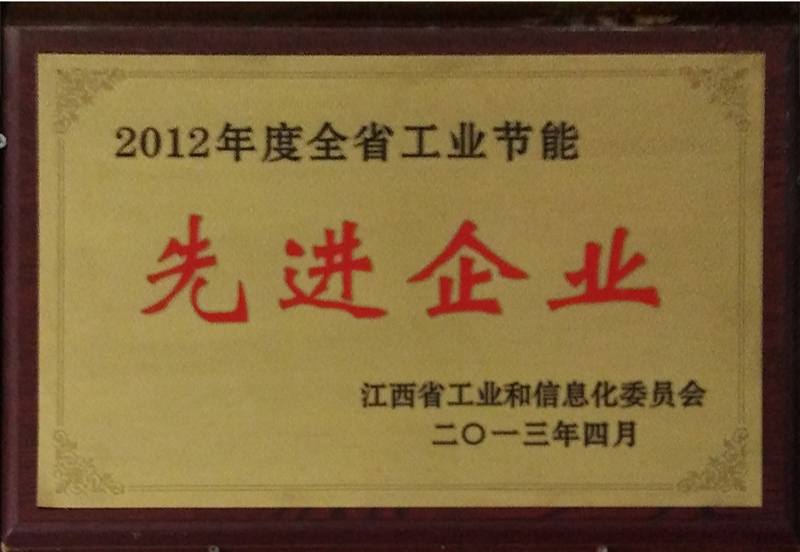 2012年度全省工业节能
先进企业
江西省工业和信息化委员会
二〇一三年四月